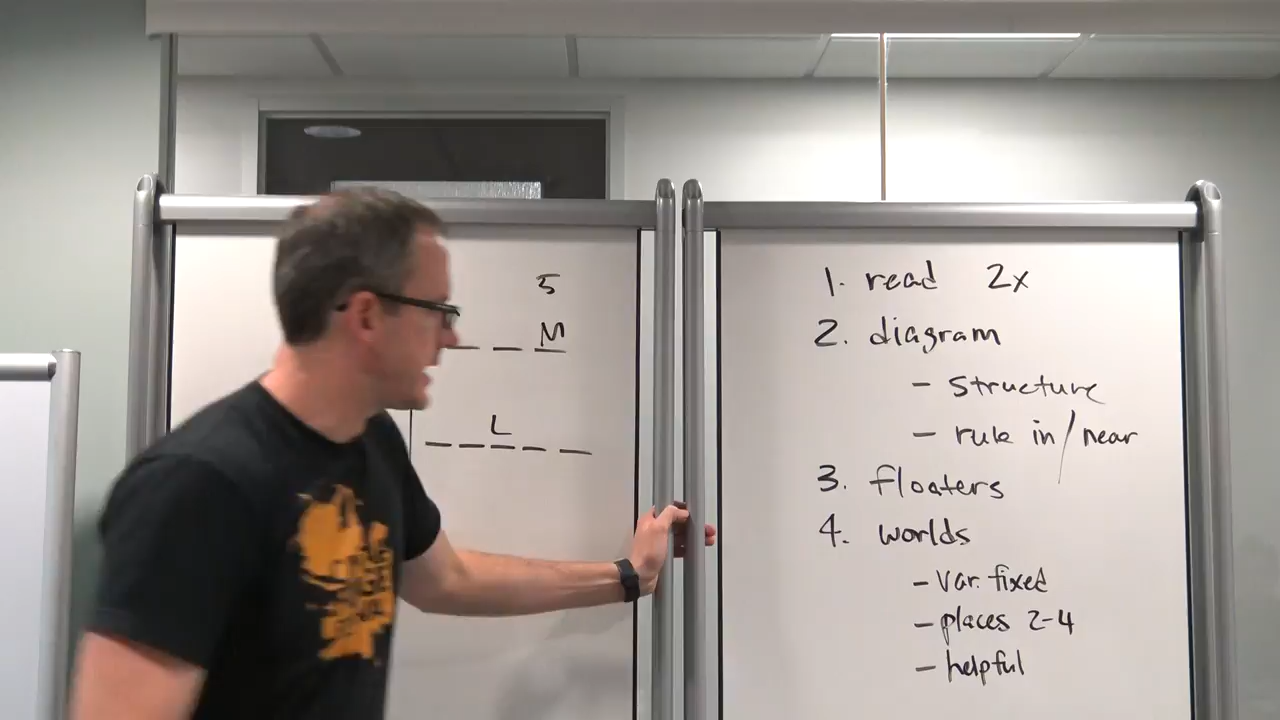 5
M
L
1. read 2x
2. diagram
- structure
- rule in/near
3. floaters
4. worlds
- var. fixed
- places 2-4
- helpful